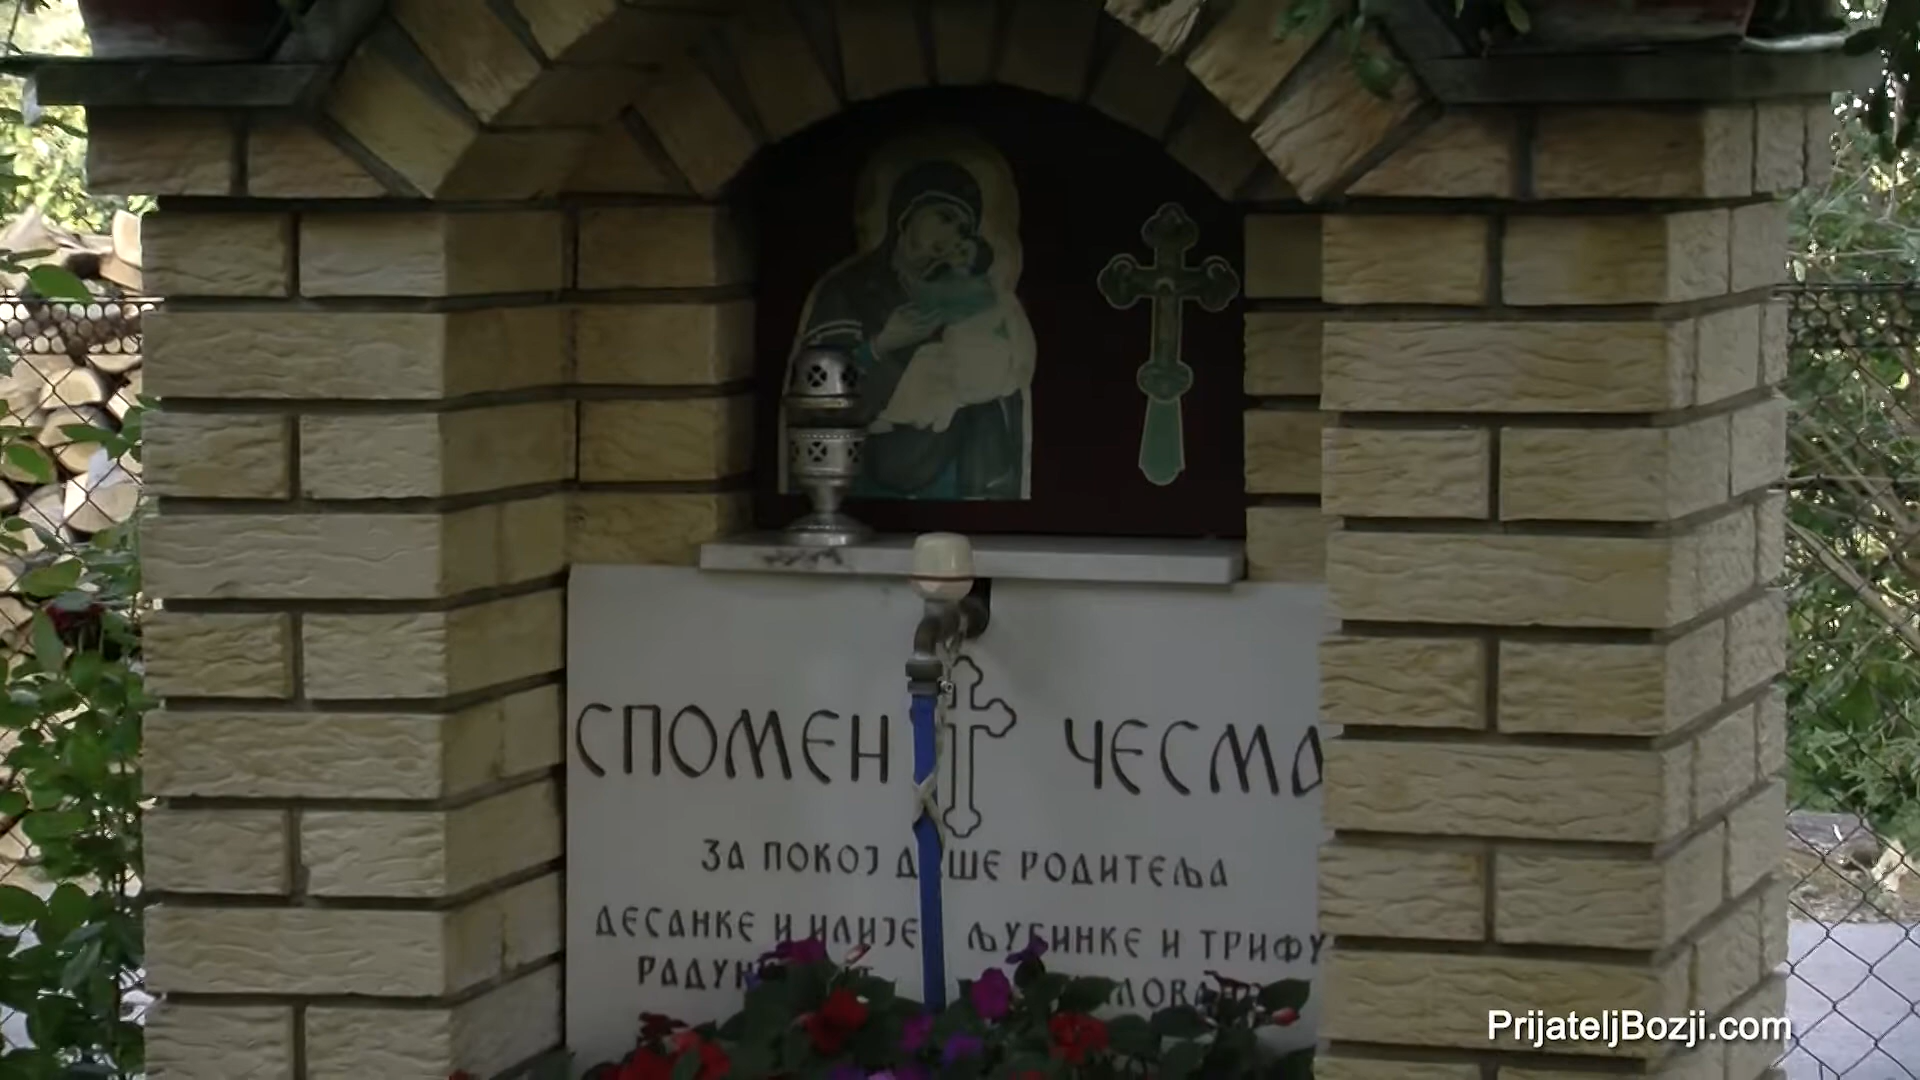 СПОМЕН ЧЕСМА
ЗА ПОКОЈ ДУШЕ РОДИТЕЉА
ДЕСАНКЕ И ИЛИЈЕ ЉУБИНКЕ И ТРИФУ
PrijateljBozji.com